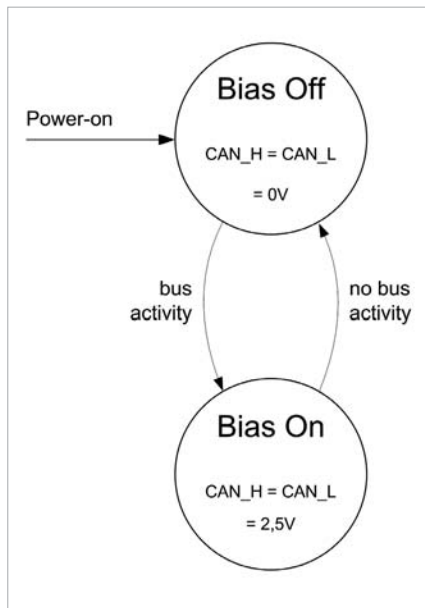 Bias Off
Power-on
CAN_H = CAN_L
= 0V
bus
activity
no bus
activity
Bias On
CAN_H = CAN_L
= 2,5V